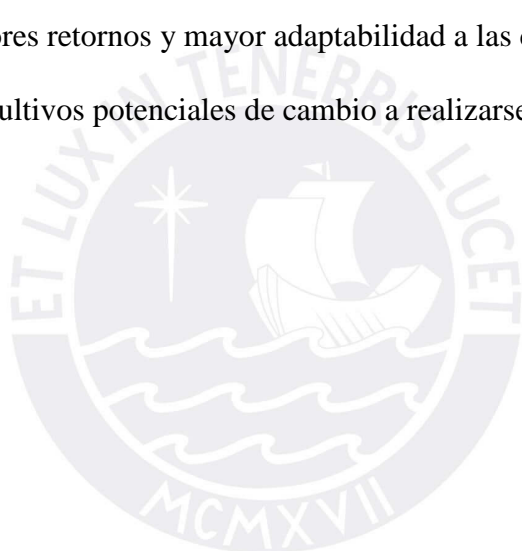 ores retornos y mayor adaptabilidad a las
ultivos potenciales de cambio a realizarse
ET LUX IN TENEBRIS LUCET
MCMXVII